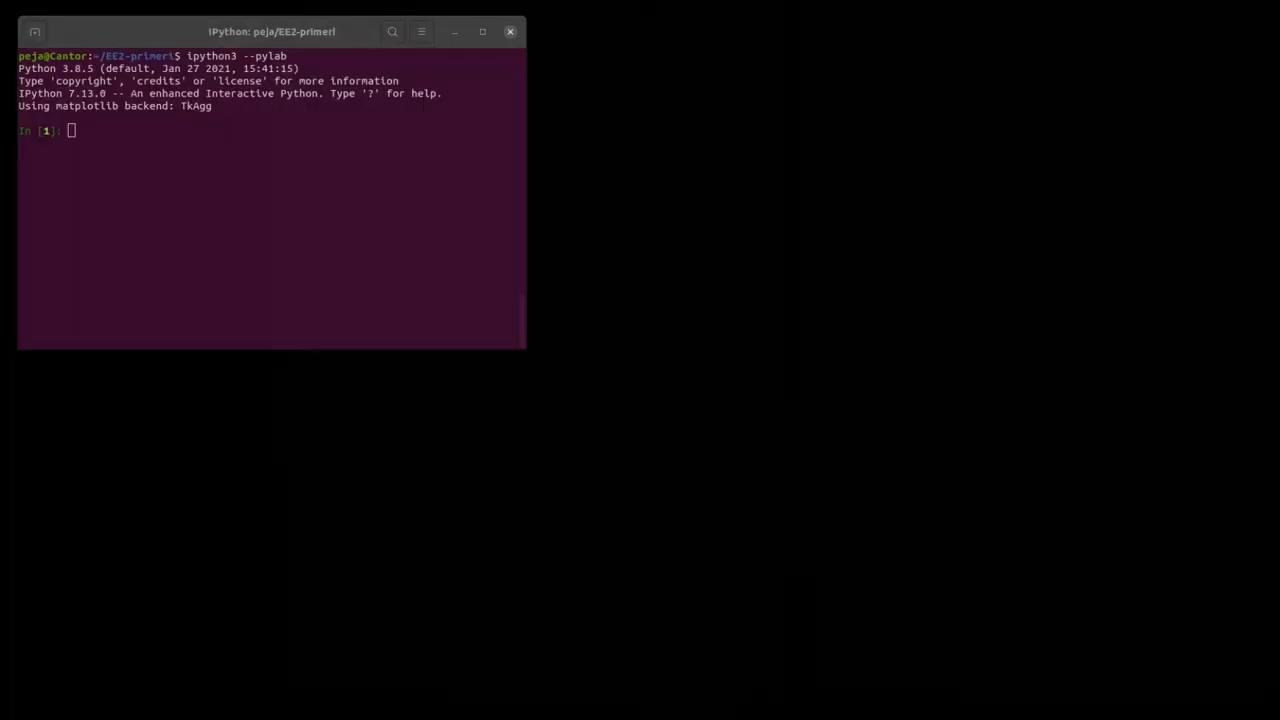 IPython: peja/EE2-primeri
peja@Cantor:~/EE2-primeri$ ipython3 --pylab
Python 3.8.5 (default, Jan 27 2021, 15:41:15)
Type 'copyright', 'credits' or 'license' for more information
IPython 7.13.0 -- An enhanced Interactive Python. Type '?' for help.
Using matplotlib backend: TkAgg
In [1]: